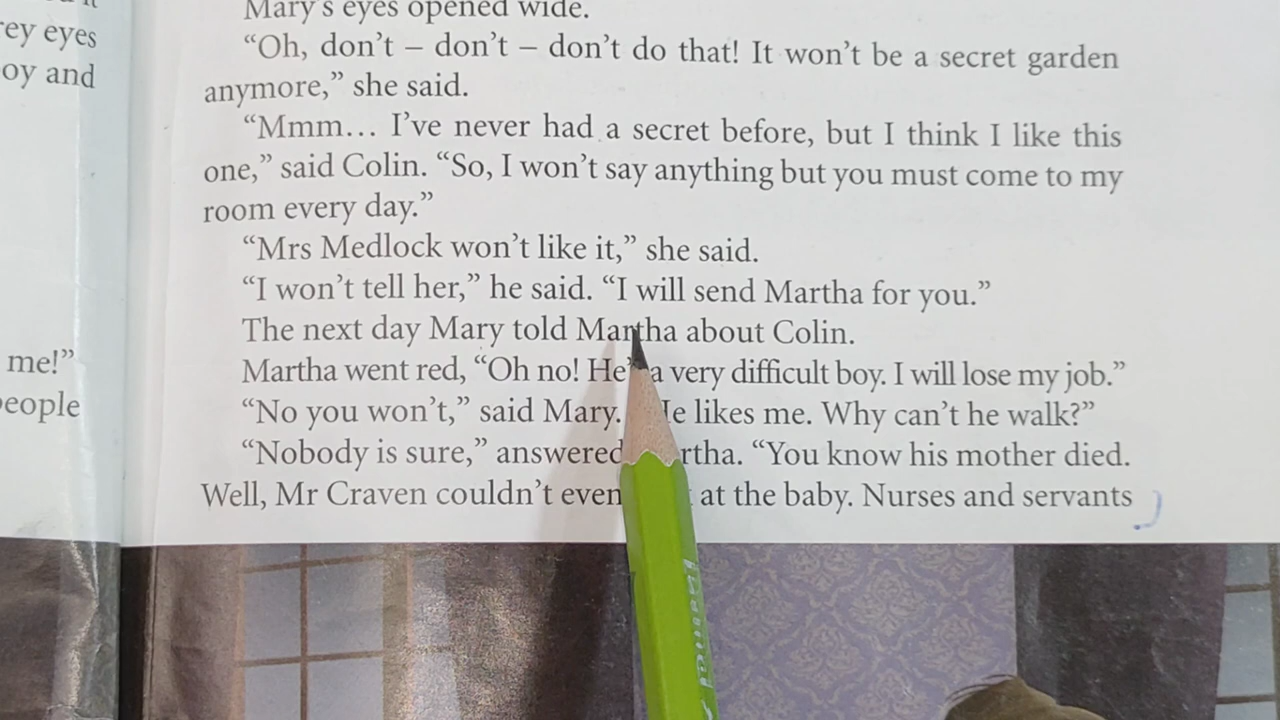 ey eyes
oy and
me!”
eople
Mary's eyes opened wide.
“Oh, don't – don't – don't do that! It won't be a secret garden
anymore,” she said.
“Mmm… I've never had a secret before, but I think I like this
one,” said Colin. “So, I won't say anything but you must come to my
room every day.”
“Mrs Medlock won't like it,” she said.
“I won't tell her,” he said. “I will send Martha for you.”
The next day Mary told Martha about Colin.
Martha went red, “Oh no! He's a very difficult boy. I will lose my job.”
“No you won't,” said Mary. “He likes me. Why can't he walk?”
“Nobody is sure,” answered Martha. “You know his mother died.
Well, Mr Craven couldn't even at the baby. Nurses and servants